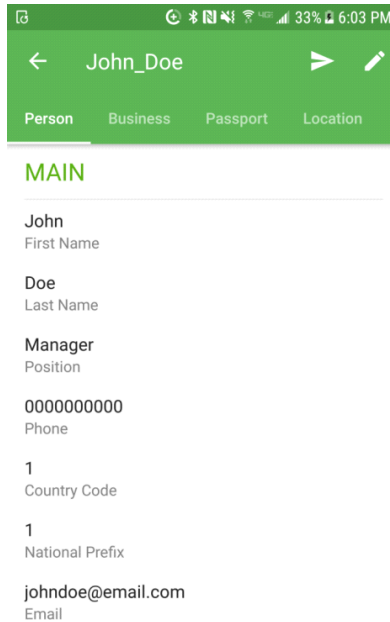 33% 6:03 PM
John_Doe
Person Business Passport Location
MAIN
John
First Name
Doe
Last Name
Manager
Position
0000000000
Phone
1
Country Code
1
National Prefix
johndoe@email.com
Email